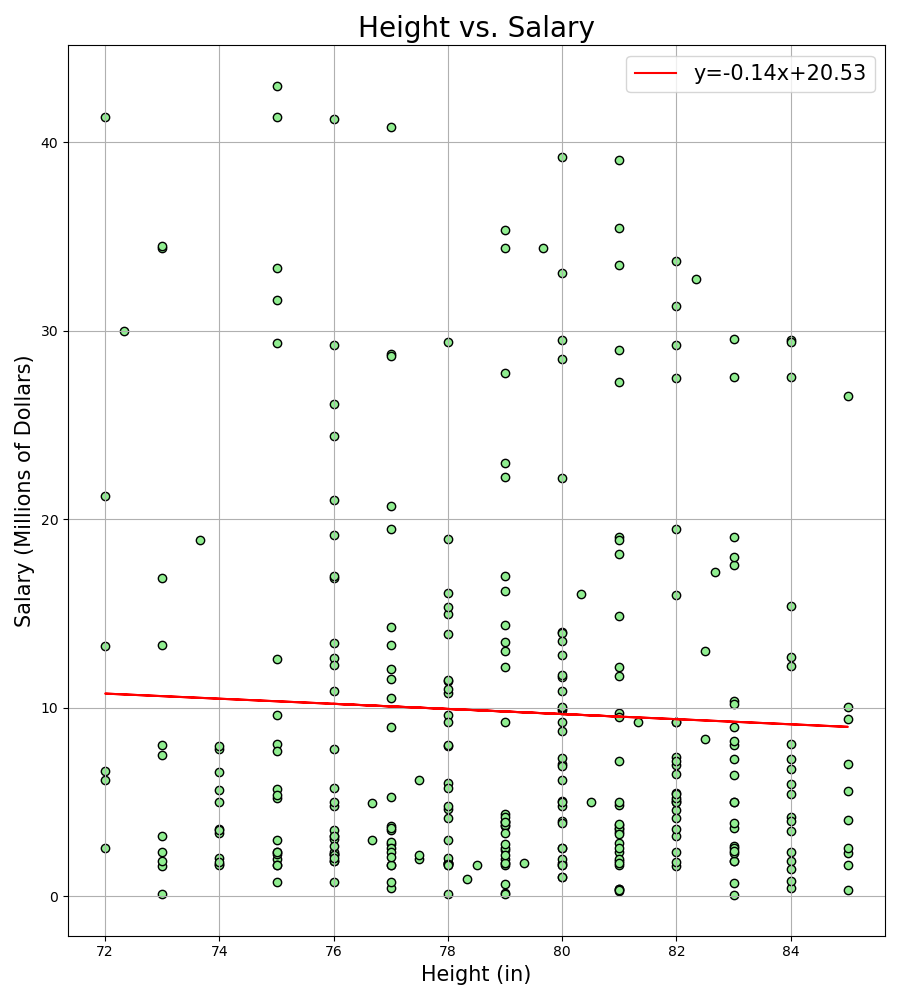 Height vs. Salary
y=-0.14x+20.53
Salary (Millions of Dollars)
40
30
20
10
0
72 74 76 78 80 82 84
Height (in)